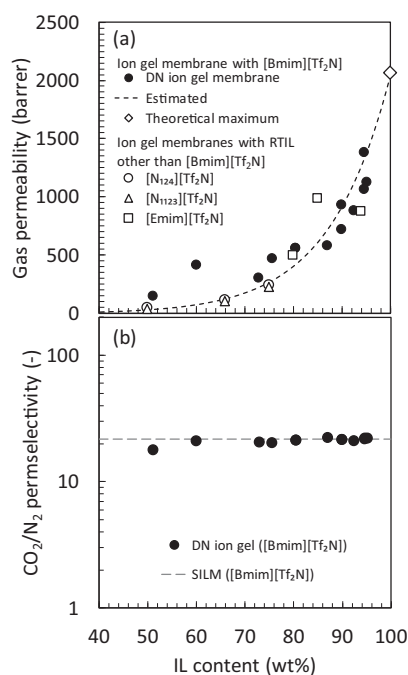 (a)
Ion gel membrane with [Bmim][Tf₂N]
DN ion gel membrane
Estimated
Theoretical maximum
Ion gel membranes with RTIL
other than [Bmim][Tf₂N]
[N₁₂₄][Tf₂N]
[N₁₁₂₃][Tf₂N]
[Emim][Tf₂N]
Gas permeability (barrer)
2500
2000
1500
1000
500
0
(b)
CO₂/N₂ permselectivity (-)
100
10
1
DN ion gel ([Bmim][Tf₂N])
SILM ([Bmim][Tf₂N])
40 50 60 70 80 90 100
IL content (wt%)